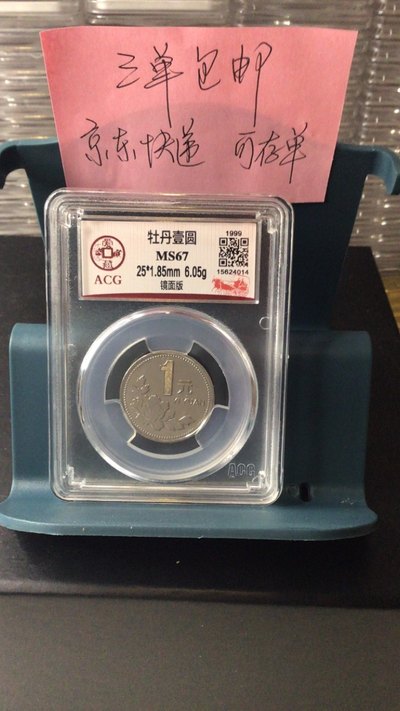 三单包邮
京东快递 可存单
牡丹壹圆
MS67
25*1.85mm 6.05g
镜面版
1999
15624014
ACG
1元
ACG